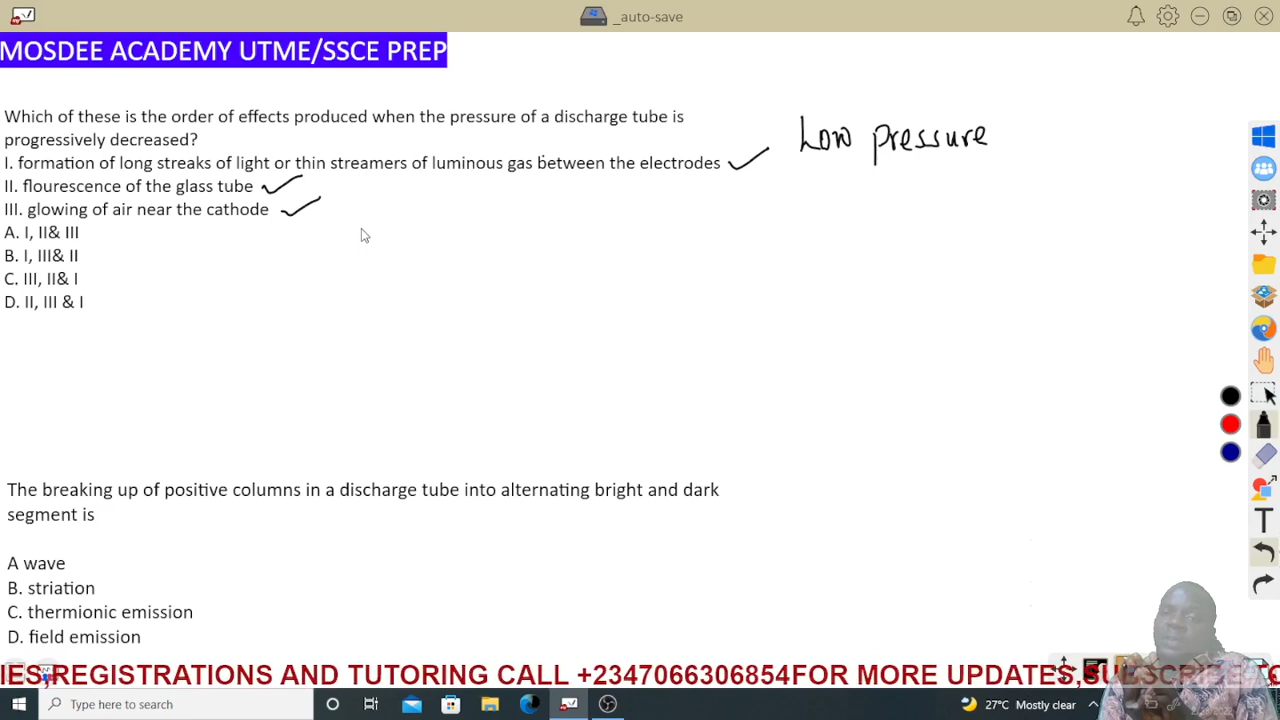 _auto-save
MOSDEE ACADEMY UTME/SSCE PREP
Which of these is the order of effects produced when the pressure of a discharge tube is
progressively decreased?
I. formation of long streaks of light or thin streamers of luminous gas between the electrodes
II. flourescence of the glass tube
III. glowing of air near the cathode
A. I, II& III
B. I, III& II
C. III, II& I
D. II, III & I
Low pressure
The breaking up of positive columns in a discharge tube into alternating bright and dark
segment is
A wave
B. striation
C. thermionic emission
D. field emission
IES,REGISTRATIONS AND TUTORING CALL +2347066306854FOR MORE UPDATES,SUBSCRIBE
Type here to search
27°C Mostly clear